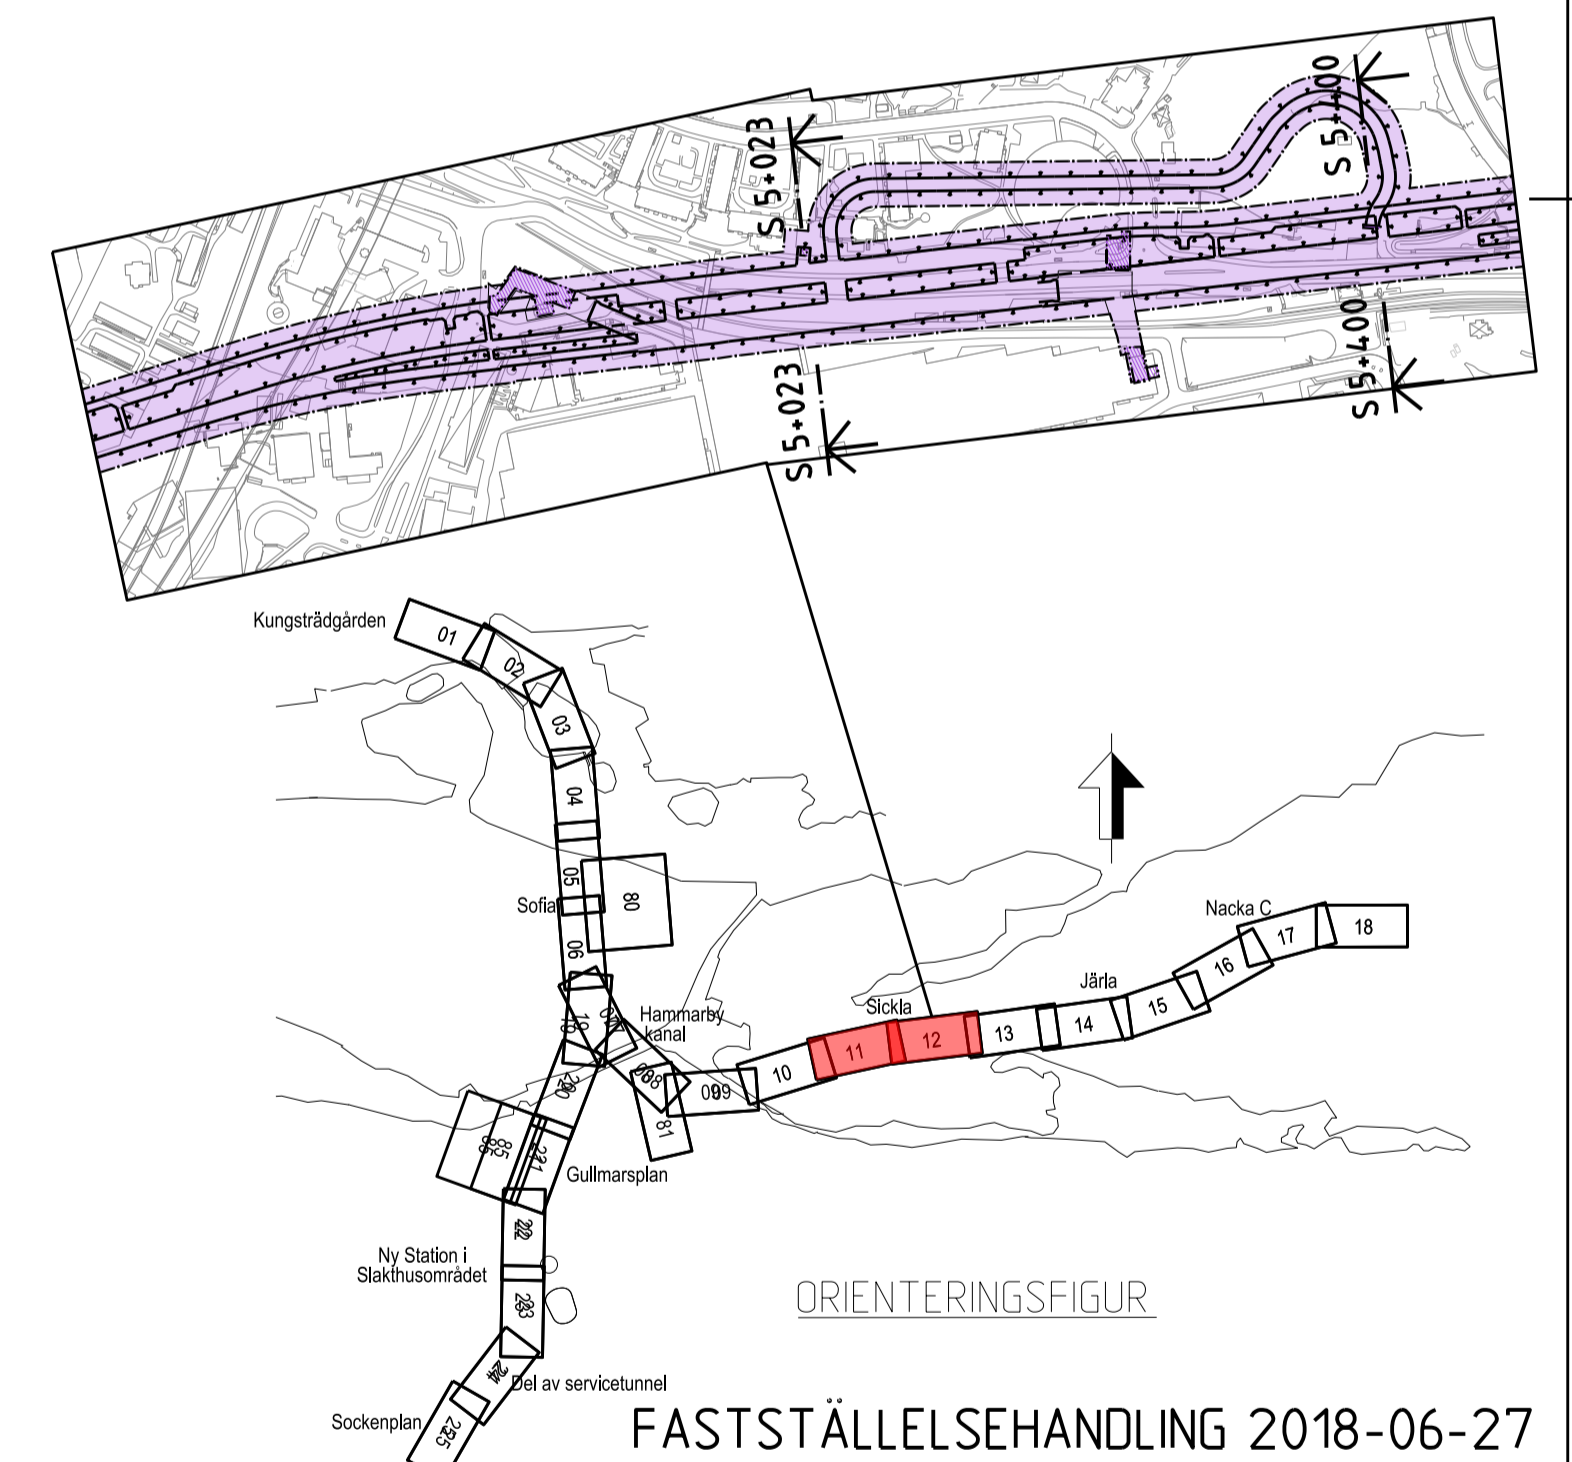 S 5+023
S 5+400
S 5+023
S 5+400
Kungsträdgården
01
02
03
04
05
80
Sofia
06
Hammarby
kanal
Nacka C
17
18
16
Järla
15
Sickla
14
13
12
11
10
81
85
86
Gullmarsplan
Ny Station i
Slakthusområdet
Del av servicetunnel
Sockenplan
ORIENTERINGSFIGUR
FASTSTÄLLELSEHANDLING 2018-06-27